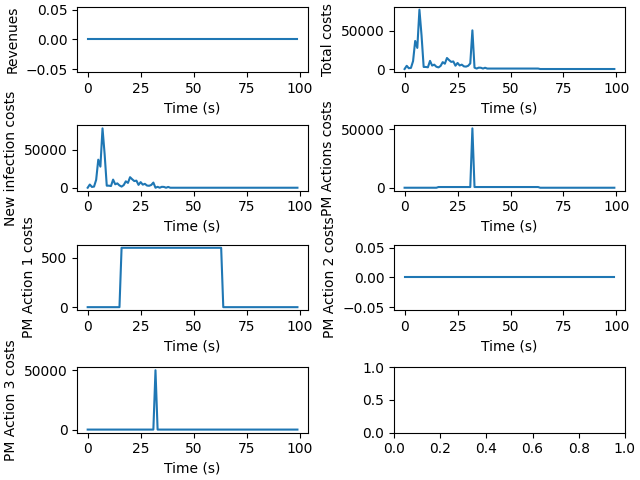 Revenues
0.05
0.00
−0.05
0 25 50 75 100
Time (s)
Total costs
50000
0
0 25 50 75 100
Time (s)
New infection costs
50000
0
0 25 50 75 100
Time (s)
PM Actions costs
50000
0
0 25 50 75 100
Time (s)
PM Action 1 costs
500
0
0 25 50 75 100
Time (s)
PM Action 2 costs
0.05
0.00
−0.05
0 25 50 75 100
Time (s)
PM Action 3 costs
50000
0
0 25 50 75 100
Time (s)
1.0
0.5
0.0
0.0 0.2 0.4 0.6 0.8 1.0